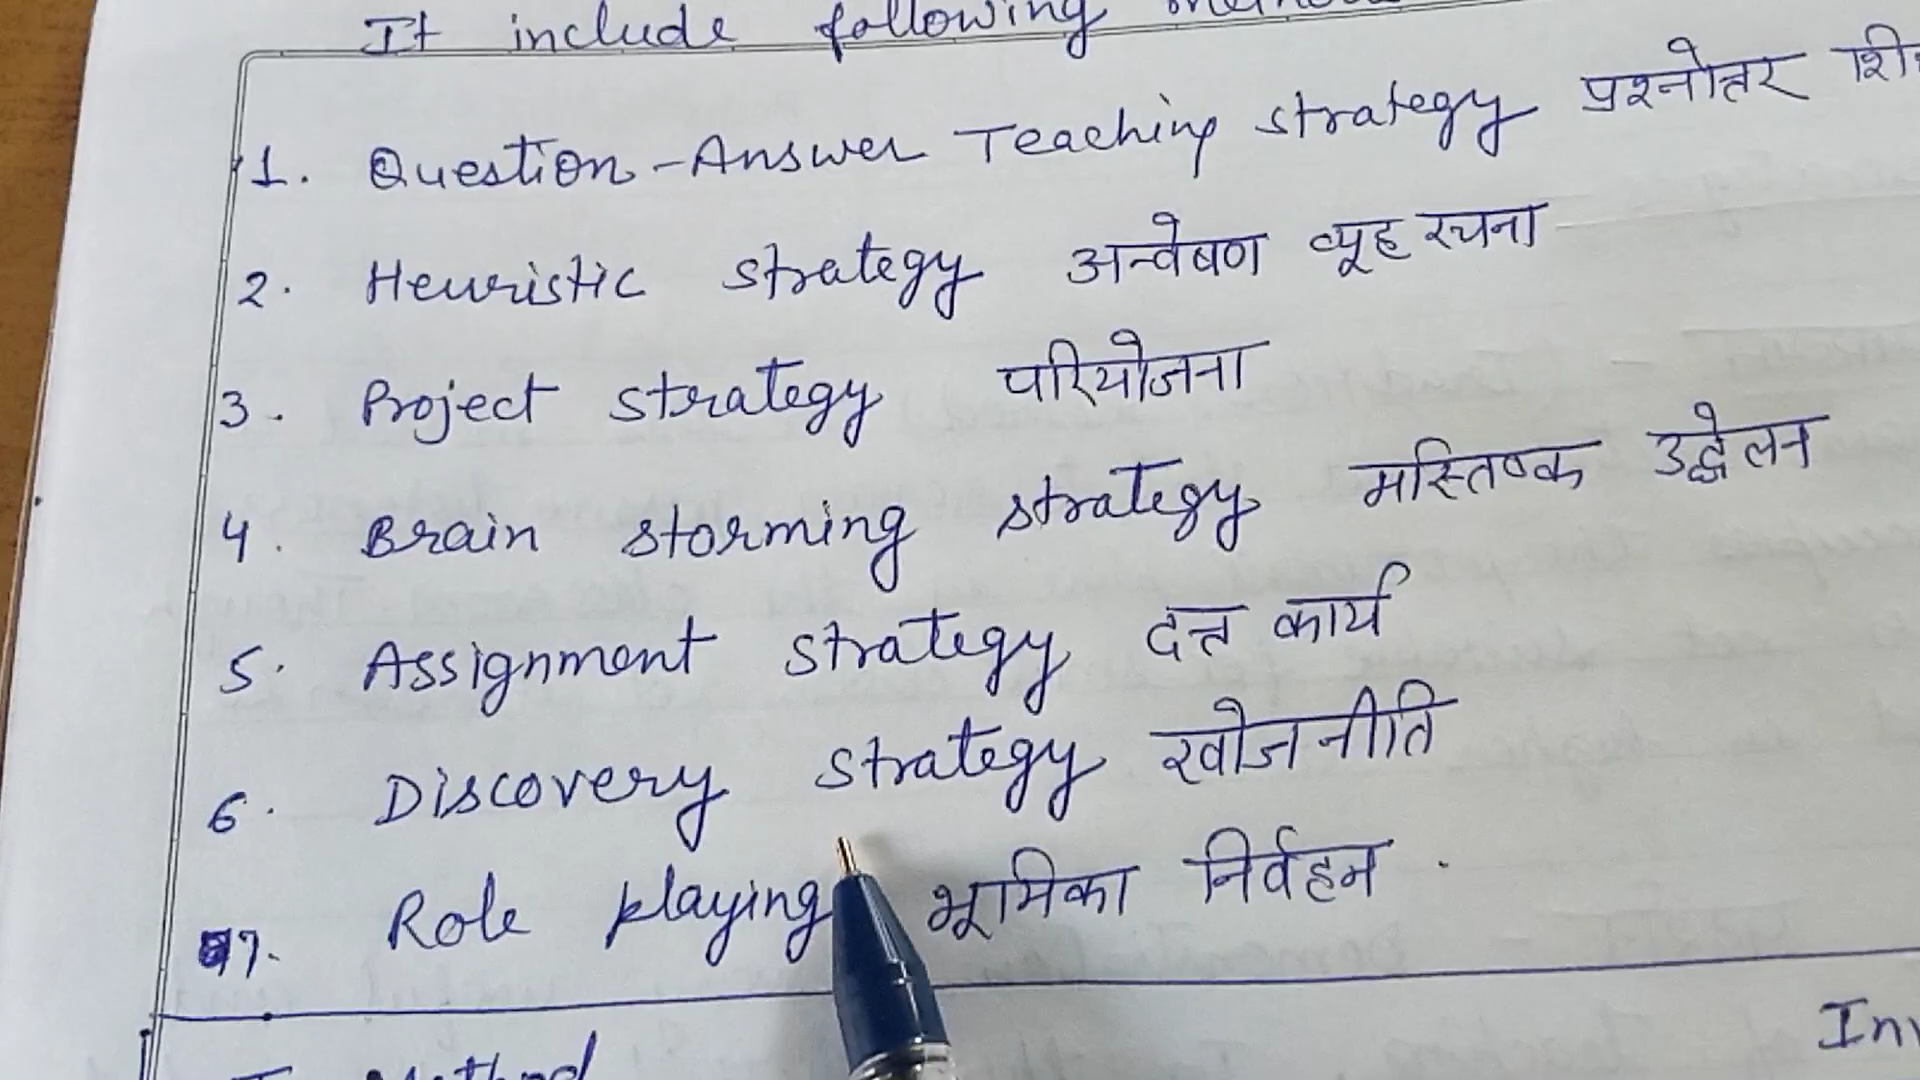 It include following
1. Question-Answer Teaching strategy प्रश्नोतर
2. Heuristic strategy अन्वेषण व्यूह रचना
3. Project strategy परियोजना
4. Brain storming strategy मस्तिष्क उद्वेलन
5. Assignment strategy दत्त कार्य
6. Discovery strategy खोजनीति
7. Role playing भूमिका निर्वहन .
Method